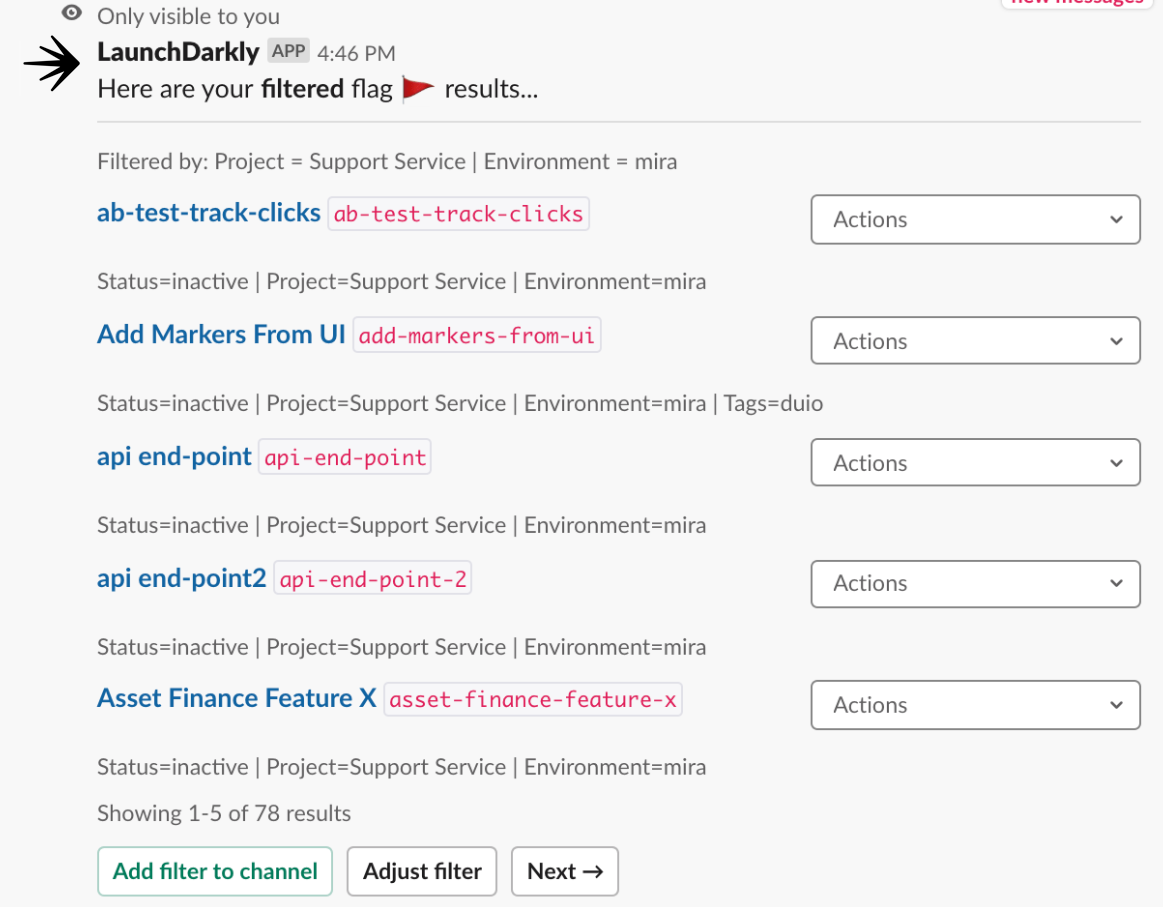 new messages
Only visible to you
LaunchDarkly APP 4:46 PM
Here are your filtered flag results...
Filtered by: Project = Support Service | Environment = mira
ab-test-track-clicks ab-test-track-clicks
Actions
Status=inactive | Project=Support Service | Environment=mira
Add Markers From UI add-markers-from-ui
Actions
Status=inactive | Project=Support Service | Environment=mira | Tags=duio
api end-point api-end-point
Actions
Status=inactive | Project=Support Service | Environment=mira
api end-point2 api-end-point-2
Actions
Status=inactive | Project=Support Service | Environment=mira
Asset Finance Feature X asset-finance-feature-x
Actions
Status=inactive | Project=Support Service | Environment=mira
Showing 1-5 of 78 results
Add filter to channel
Adjust filter
Next →